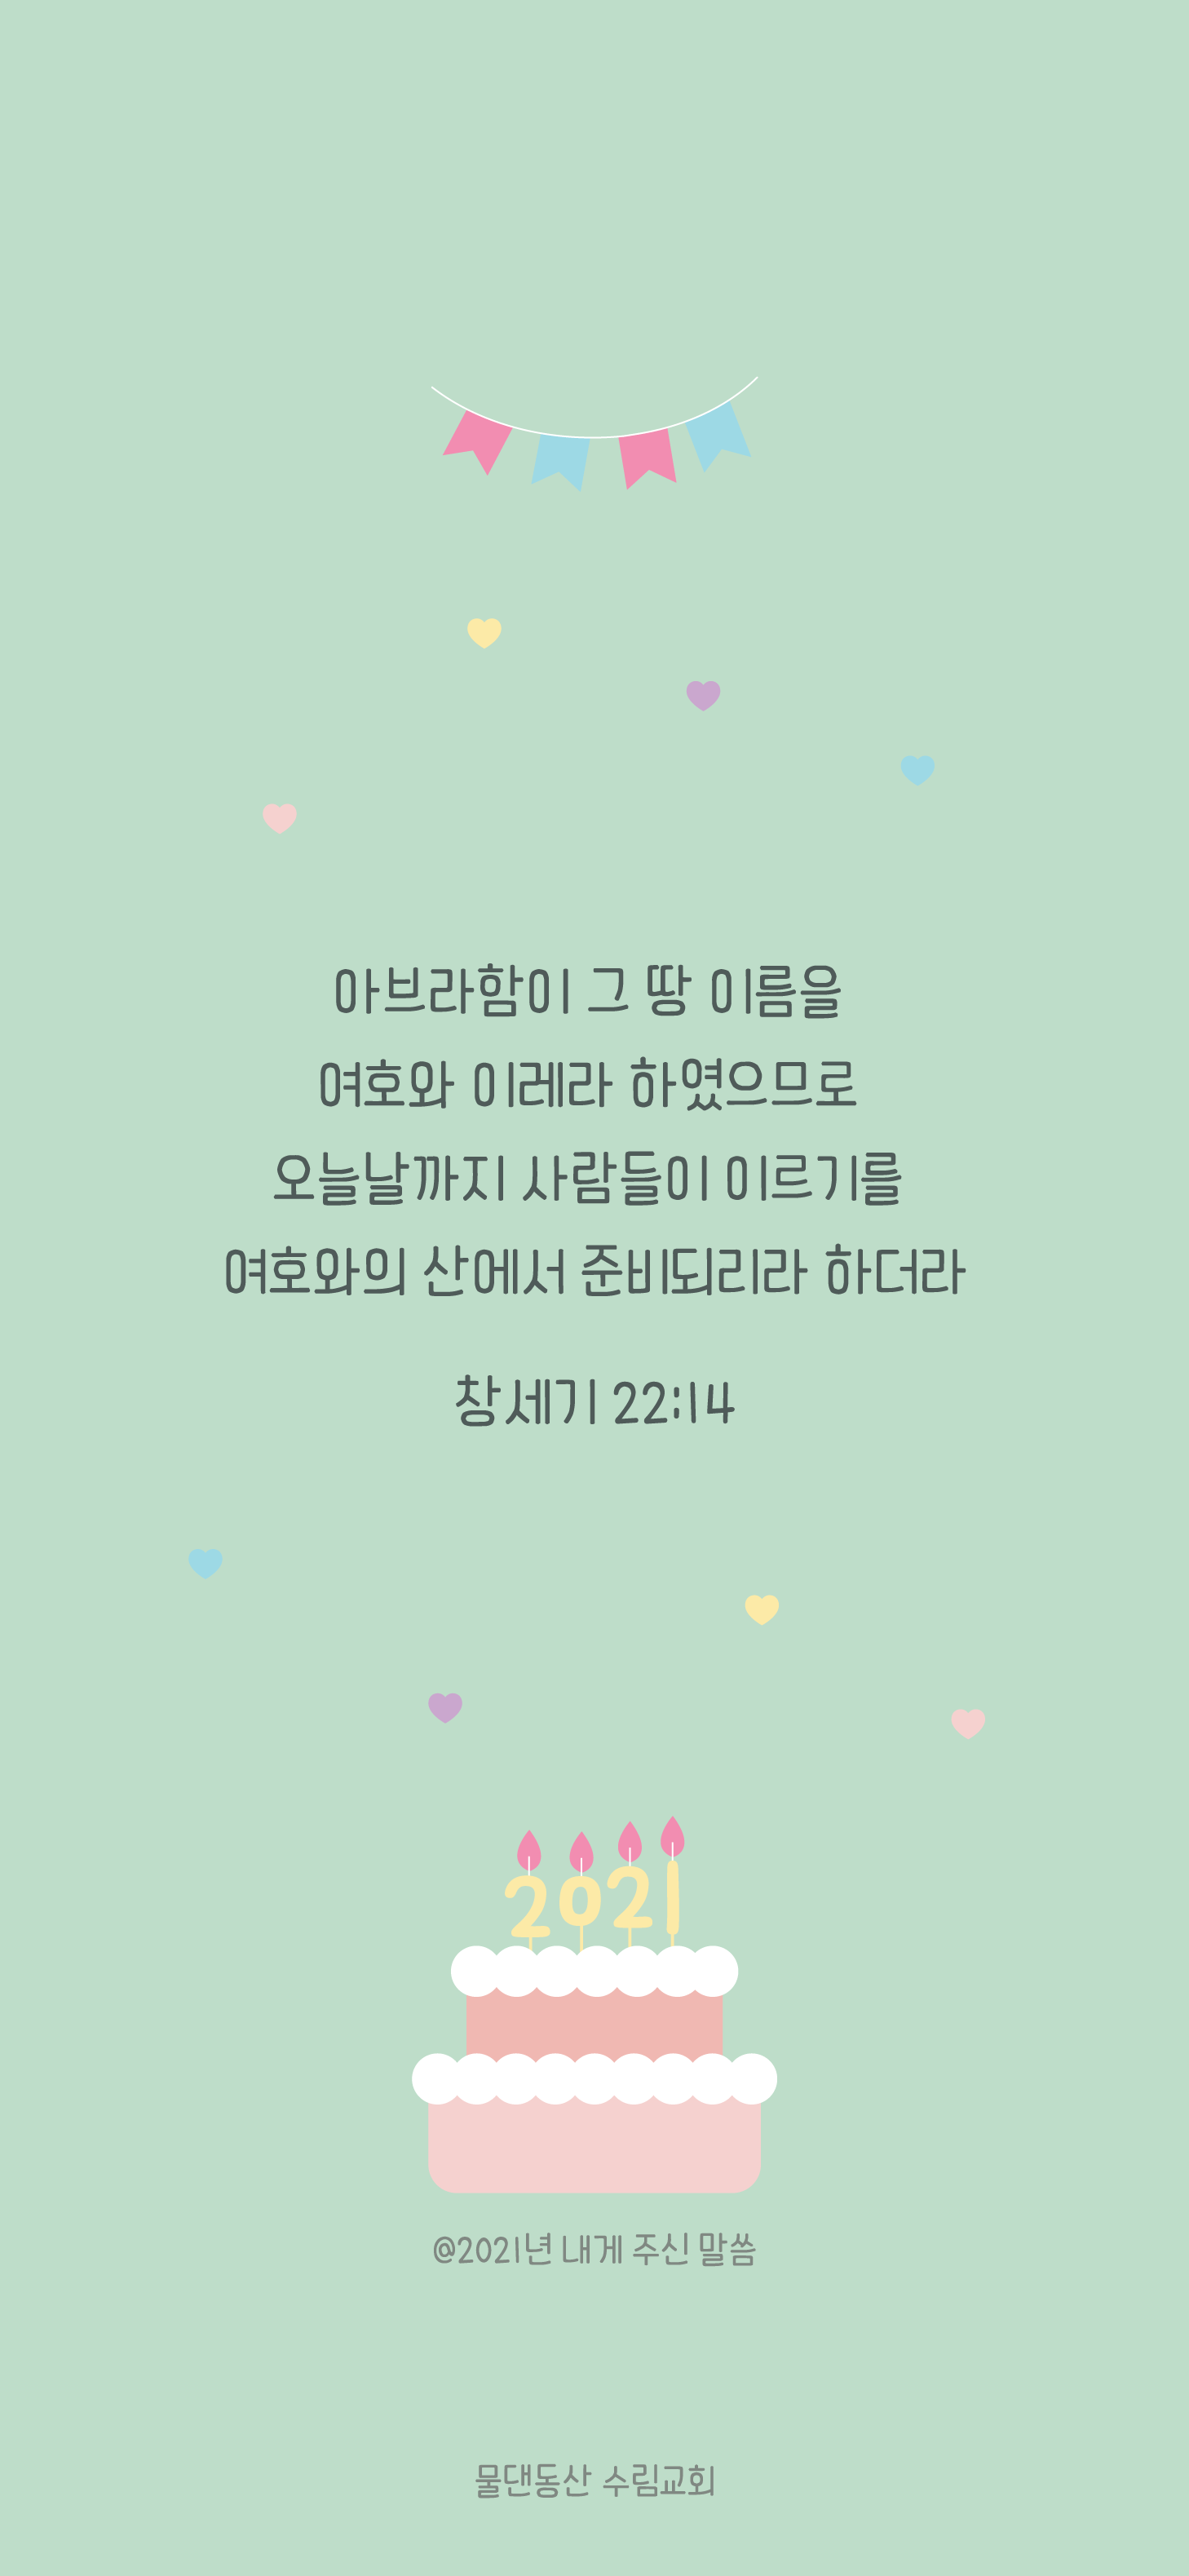 아브라함이 그 땅 이름을
여호와 이레라 하였으므로
오늘날까지 사람들이 이르기를
여호와의 산에서 준비되리라 하더라
창세기 22:14
2021
@2021년 내게 주신 말씀
물댄동산 수림교회